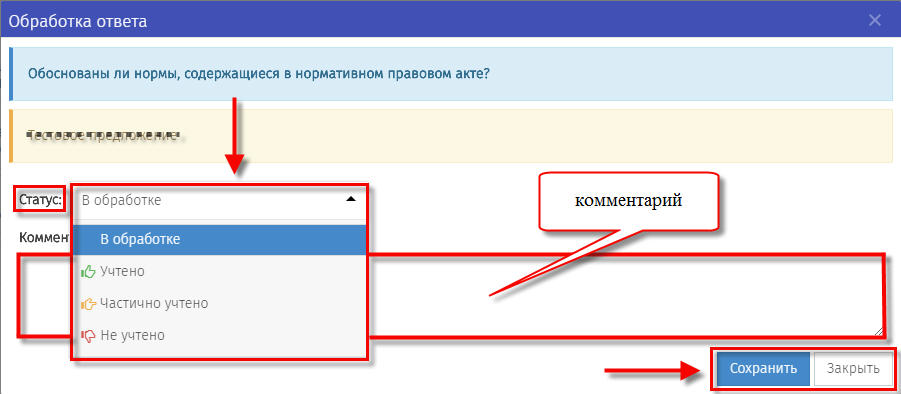 Обработка ответа
Обоснованы ли нормы, содержащиеся в нормативном правовом акте?
Тестовое предложение .
Статус:
В обработке
комментарий
Коммент
В обработке
Учтено
Частично учтено
Не учтено
Сохранить
Закрыть